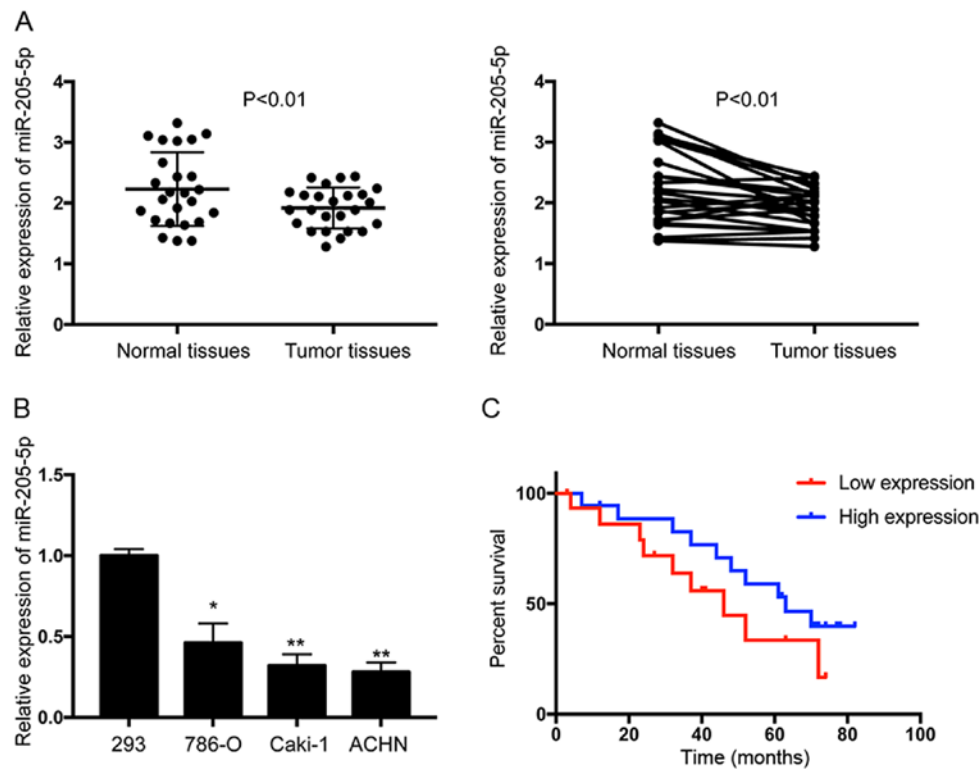 A
Relative expression of miR-205-5p
4
3
2
1
0
P<0.01
Normal tissues
Tumor tissues
Relative expression of miR-205-5p
4
3
2
1
0
P<0.01
Normal tissues
Tumor tissues
B
Relative expression of miR-205-5p
1.5
1.0
0.5
0.0
*
**
**
293
786-O
Caki-1
ACHN
C
Percent survival
100
50
0
Low expression
High expression
0
20
40
60
80
100
Time (months)